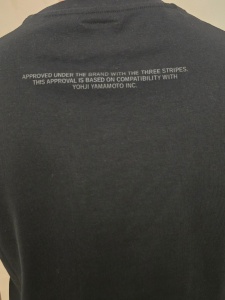 APPROVED UNDER THE BRAND WITH THE THREE STRIPES.
THIS APPROVAL IS BASED ON COMPATIBILITY WITH
YOHJI YAMAMOTO INC.